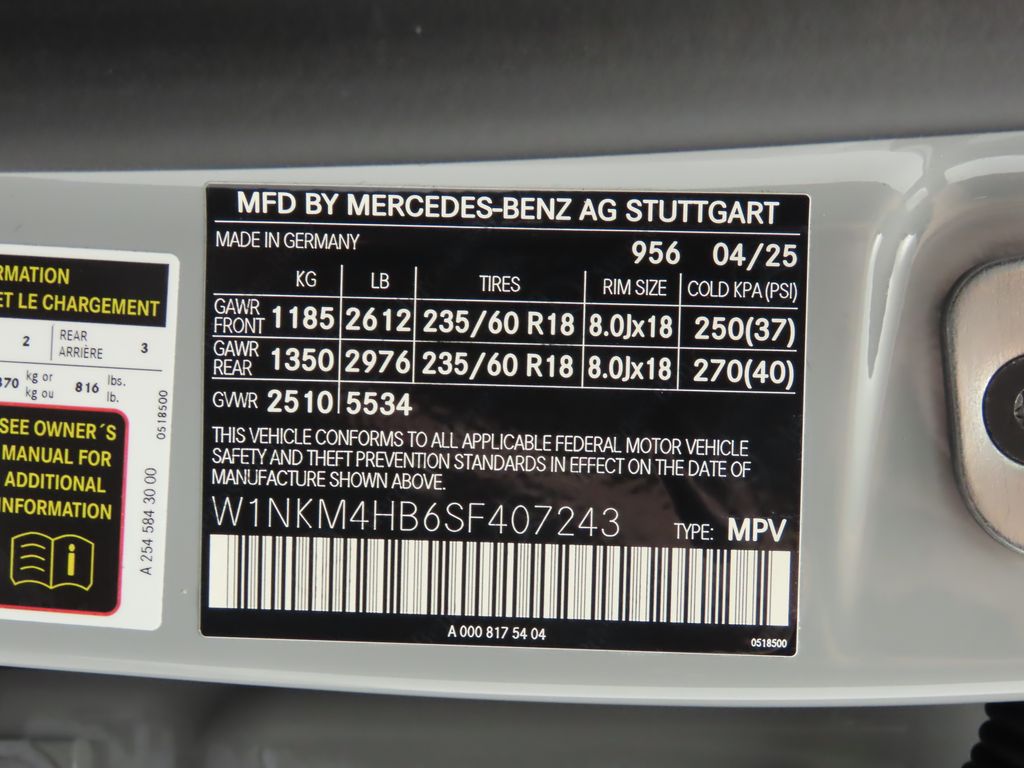 RMATION
ET LE CHARGEMENT
2 REAR ARRIÈRE 3
370 kg or kg ou 816 lbs. lb.
SEE OWNER´S
MANUAL FOR
ADDITIONAL
INFORMATION
i
A 254 584 30 00
0518500
MFD BY MERCEDES-BENZ AG STUTTGART
MADE IN GERMANY 956 04/25
KG LB TIRES RIM SIZE COLD KPA (PSI)
GAWR FRONT 1185 2612 235/60 R18 8.0Jx18 250(37)
GAWR REAR 1350 2976 235/60 R18 8.0Jx18 270(40)
GVWR 2510 5534
THIS VEHICLE CONFORMS TO ALL APPLICABLE FEDERAL MOTOR VEHICLE
SAFETY AND THEFT PREVENTION STANDARDS IN EFFECT ON THE DATE OF
MANUFACTURE SHOWN ABOVE.
W1NKM4HB6SF407243 TYPE: MPV
A 000 817 54 04
0518500